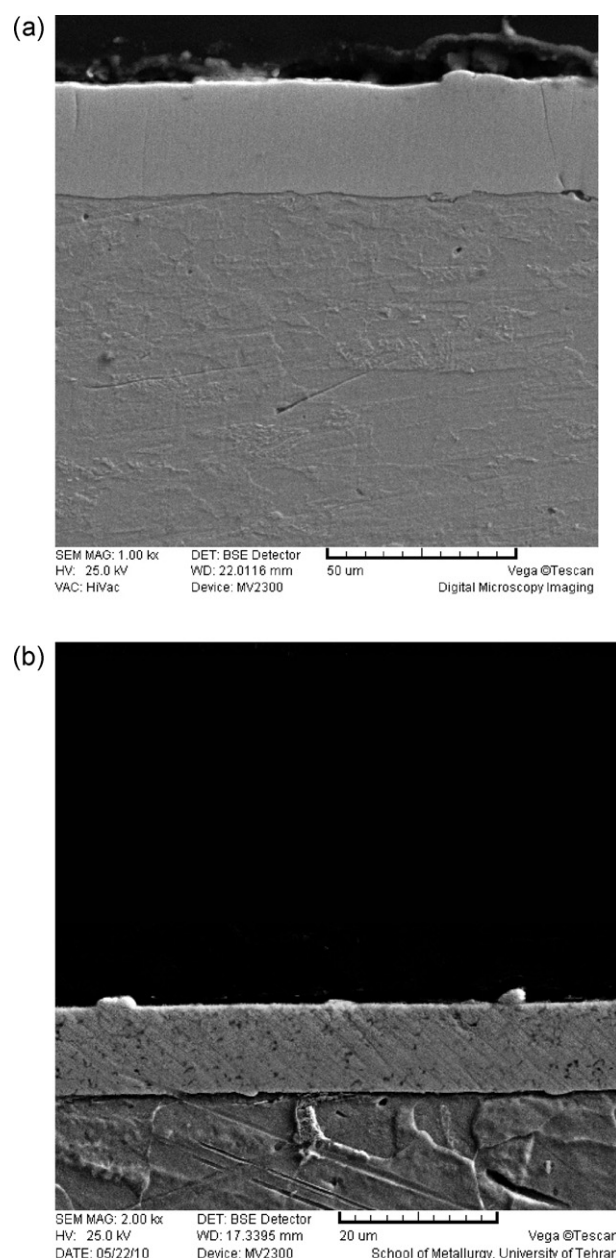 (a)
SEM MAG: 1.00 kx DET: BSE Detector
HV: 25.0 kV WD: 22.0116 mm 50 um Vega ©Tescan
VAC: HiVac Device: MV2300 Digital Microscopy Imaging
(b)
SEM MAG: 2.00 kx DET: BSE Detector
HV: 25.0 kV WD: 17.3395 mm 20 um Vega ©Tescan
DATE: 05/22/10 Device: MV2300 School of Metallurgy, University of Tehran